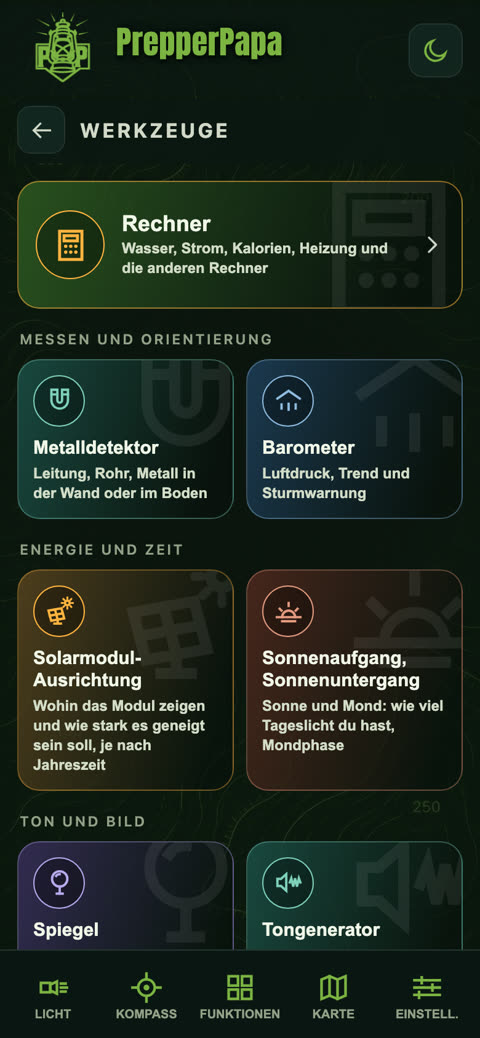 PrepperPapa
WERKZEUGE
Rechner
Wasser, Strom, Kalorien, Heizung und
die anderen Rechner
MESSEN UND ORIENTIERUNG
Metalldetektor
Leitung, Rohr, Metall in
der Wand oder im Boden
Barometer
Luftdruck, Trend und
Sturmwarnung
ENERGIE UND ZEIT
Solarmodul-
Ausrichtung
Wohin das Modul zeigen
und wie stark es geneigt
sein soll, je nach
Jahreszeit
Sonnenaufgang,
Sonnenuntergang
Sonne und Mond: wie viel
Tageslicht du hast,
Mondphase
250
TON UND BILD
Spiegel
Tongenerator
LICHT
KOMPASS
FUNKTIONEN
KARTE
EINSTELL.